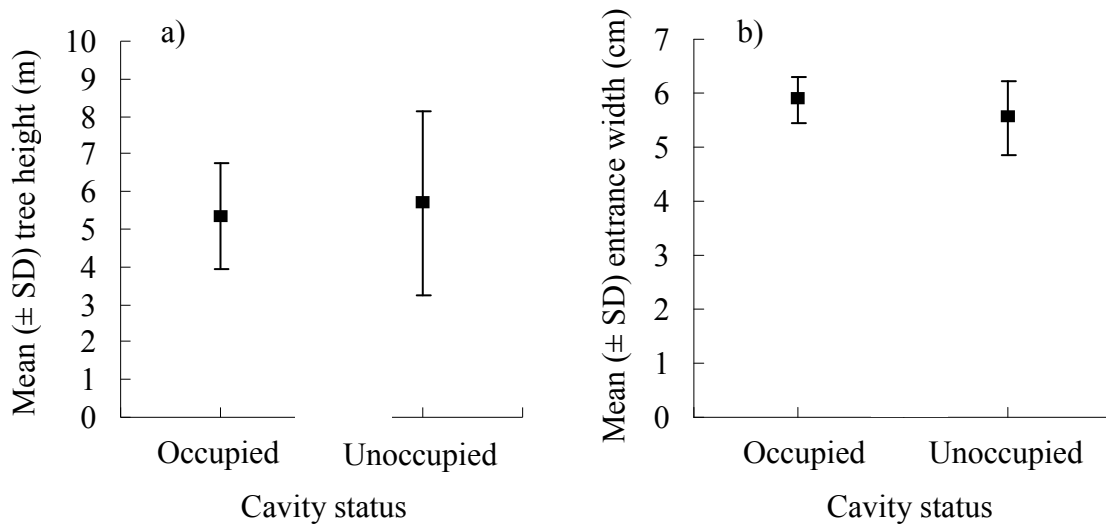 a)
Mean (± SD) tree height (m)
10
9
8
7
6
5
4
3
2
1
0
Occupied
Unoccupied
Cavity status
b)
Mean (± SD) entrance width (cm)
7
6
5
4
3
2
1
0
Occupied
Unoccupied
Cavity status